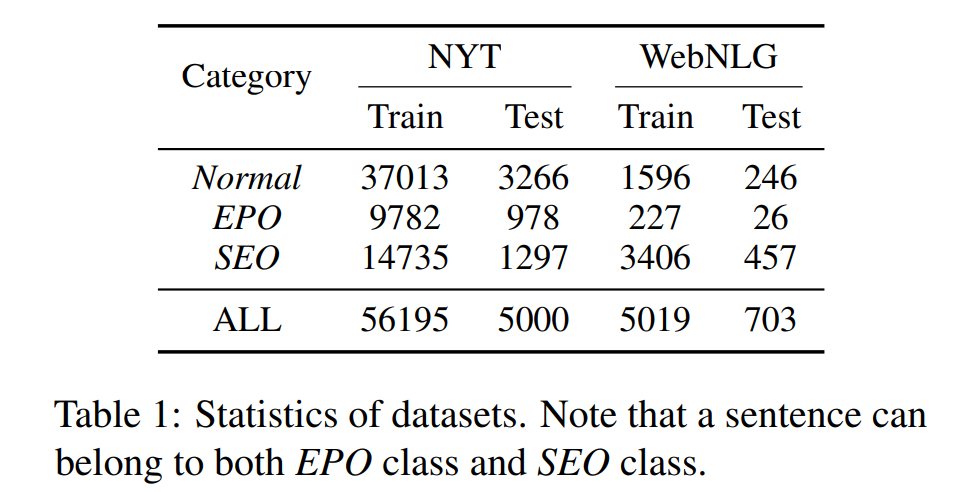 Category NYT WebNLG
Train Test Train Test
Normal 37013 3266 1596 246
EPO 9782 978 227 26
SEO 14735 1297 3406 457
ALL 56195 5000 5019 703
Table 1: Statistics of datasets. Note that a sentence can
belong to both EPO class and SEO class.